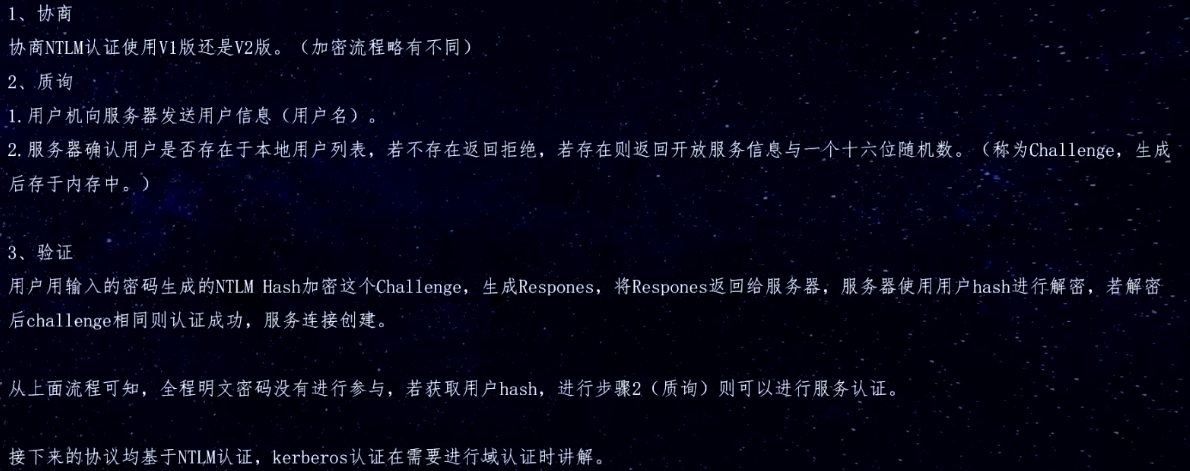 1、协商
协商NTLM认证使用V1版还是V2版。（加密流程略有不同）
2、质询
1.用户机向服务器发送用户信息（用户名）。
2.服务器确认用户是否存在于本地用户列表，若不存在返回拒绝，若存在则返回开放服务信息与一个十六位随机数。（称为Challenge，生成
后存于内存中。）
3、验证
用户用输入的密码生成的NTLM Hash加密这个Challenge，生成Respones，将Respones返回给服务器，服务器使用用户hash进行解密，若解密
后challenge相同则认证成功，服务连接创建。
从上面流程可知，全程明文密码没有进行参与，若获取用户hash，进行步骤2（质询）则可以进行服务认证。
接下来的协议均基于NTLM认证，kerberos认证在需要进行域认证时讲解。